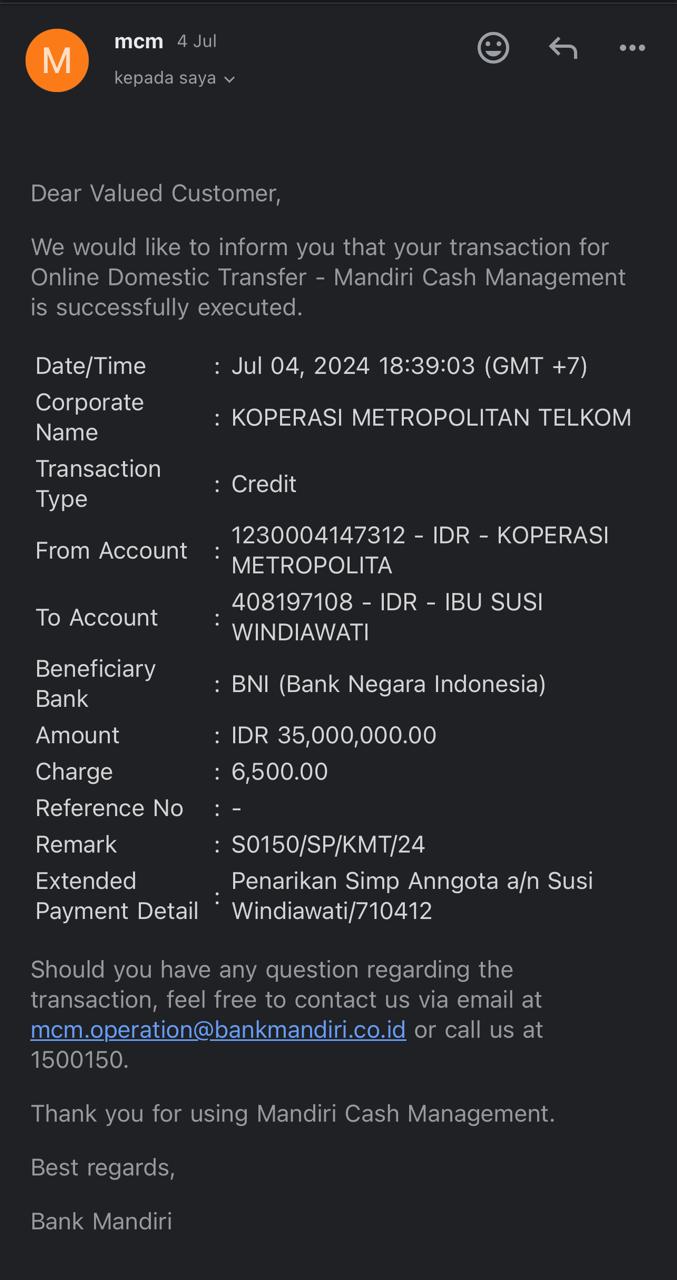 M
mcm 4 Jul
kepada saya
Dear Valued Customer,
We would like to inform you that your transaction for
Online Domestic Transfer - Mandiri Cash Management
is successfully executed.
Date/Time : Jul 04, 2024 18:39:03 (GMT +7)
Corporate
Name : KOPERASI METROPOLITAN TELKOM
Transaction
Type : Credit
From Account : 1230004147312 - IDR - KOPERASI
METROPOLITA
To Account : 408197108 - IDR - IBU SUSI
WINDIAWATI
Beneficiary
Bank : BNI (Bank Negara Indonesia)
Amount : IDR 35,000,000.00
Charge : 6,500.00
Reference No : -
Remark : S0150/SP/KMT/24
Extended
Payment Detail : Penarikan Simp Anngota a/n Susi
Windiawati/710412
Should you have any question regarding the
transaction, feel free to contact us via email at
mcm.operation@bankmandiri.co.id or call us at
1500150.
Thank you for using Mandiri Cash Management.
Best regards,
Bank Mandiri